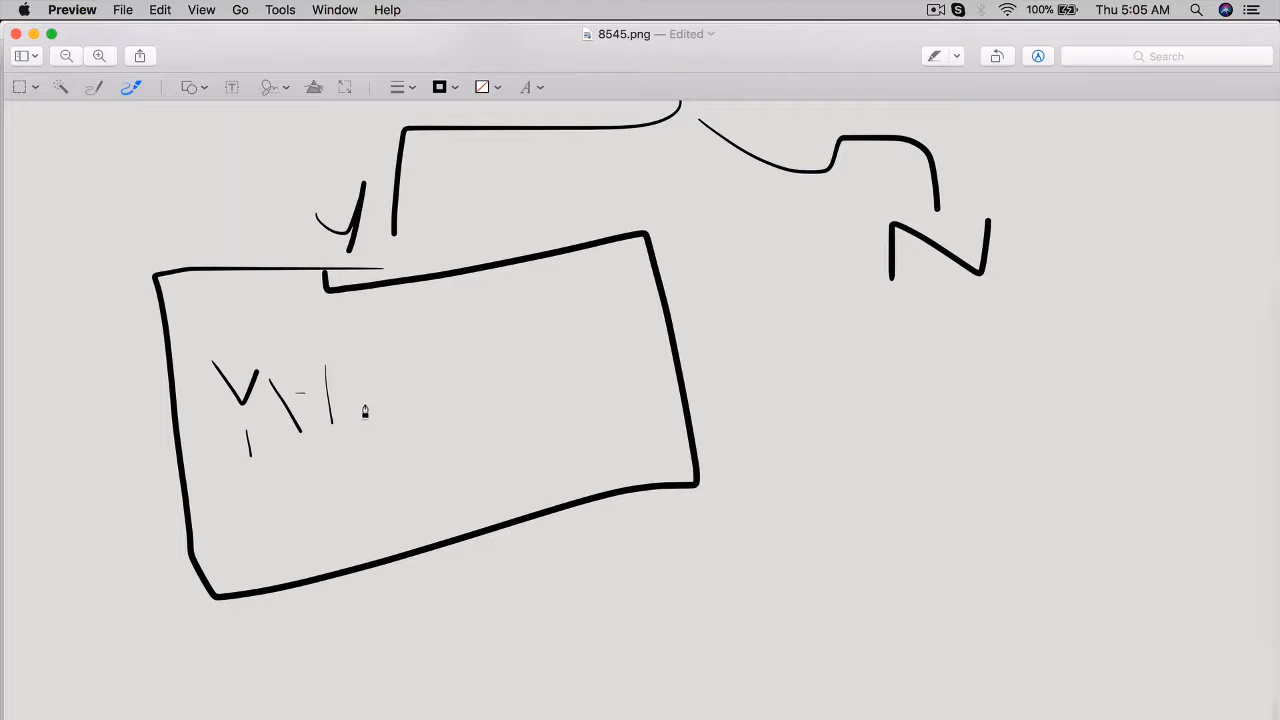 Preview File Edit View Go Tools Window Help 100% Thu 5:05 AM
8545.png — Edited
Search
A
y
N